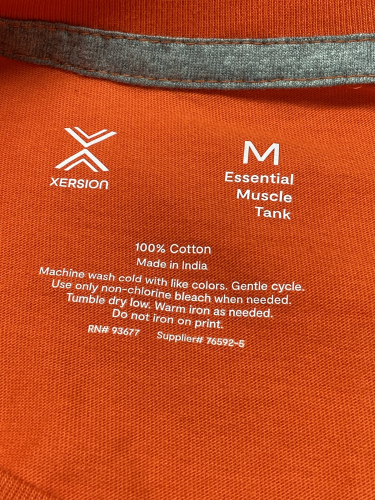 XERSION
M
Essential
Muscle
Tank
100% Cotton
Made in India
Machine wash cold with like colors. Gentle cycle.
Use only non-chlorine bleach when needed.
Tumble dry low. Warm iron as needed.
Do not iron on print.
RN# 93677 Supplier# 76592-5